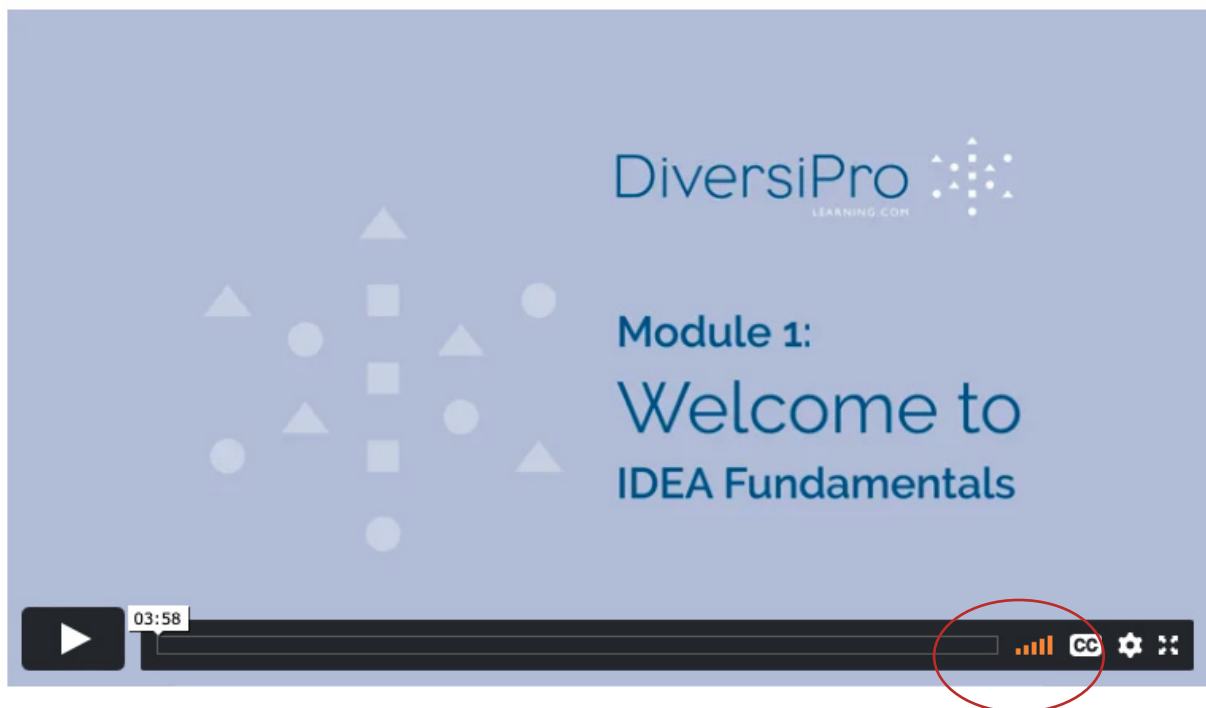 DiversiPro
LEARNING.COM
Module 1:
Welcome to
IDEA Fundamentals
03:58
CC